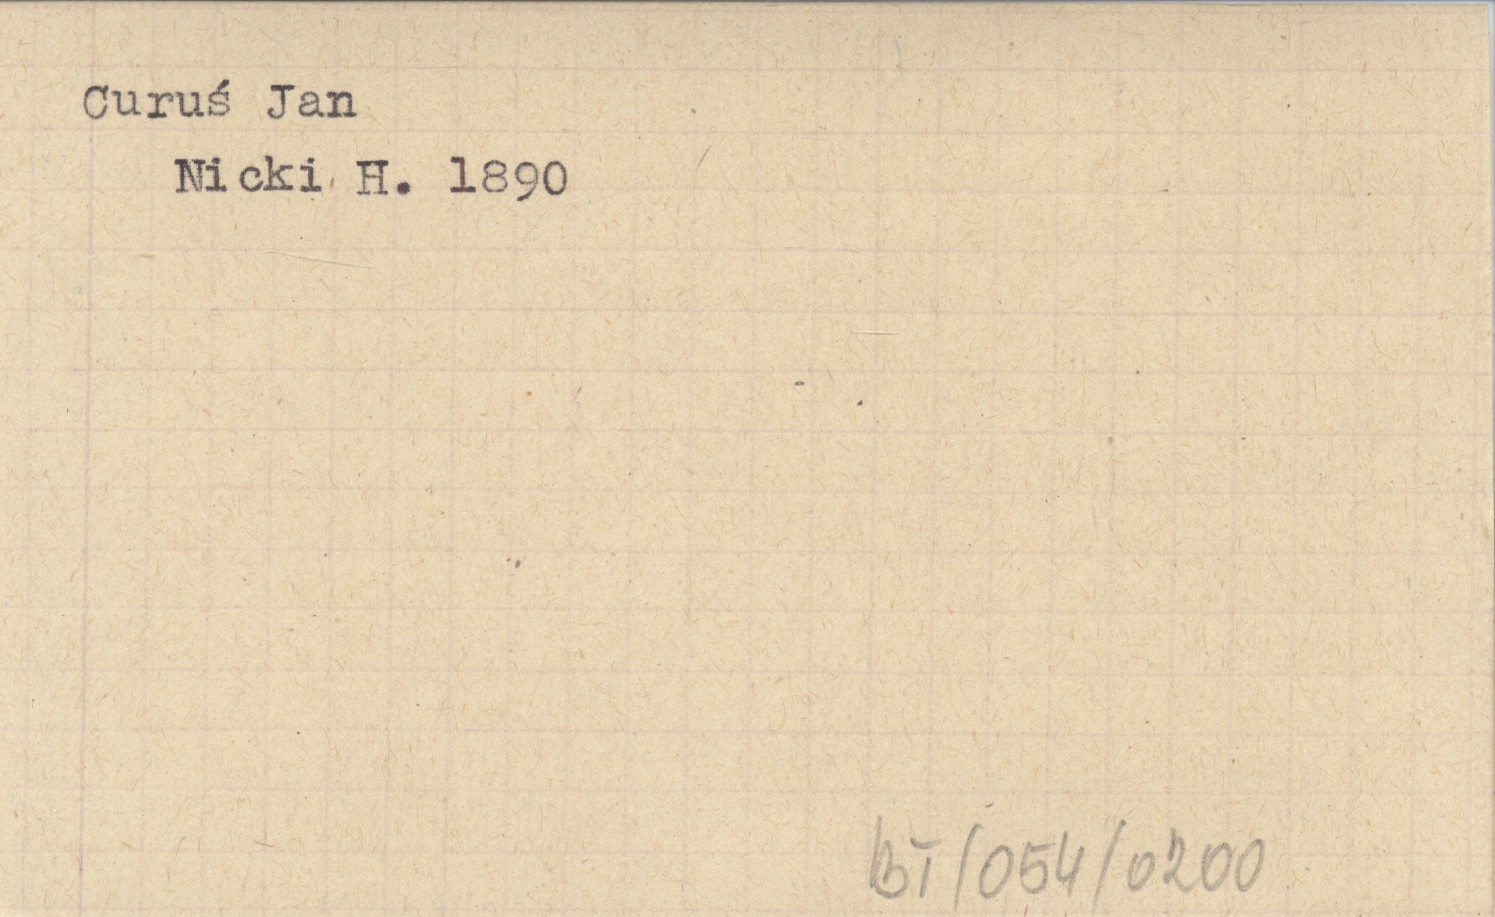 Curuś Jan
Nicki H. 1890
BT/054/0200